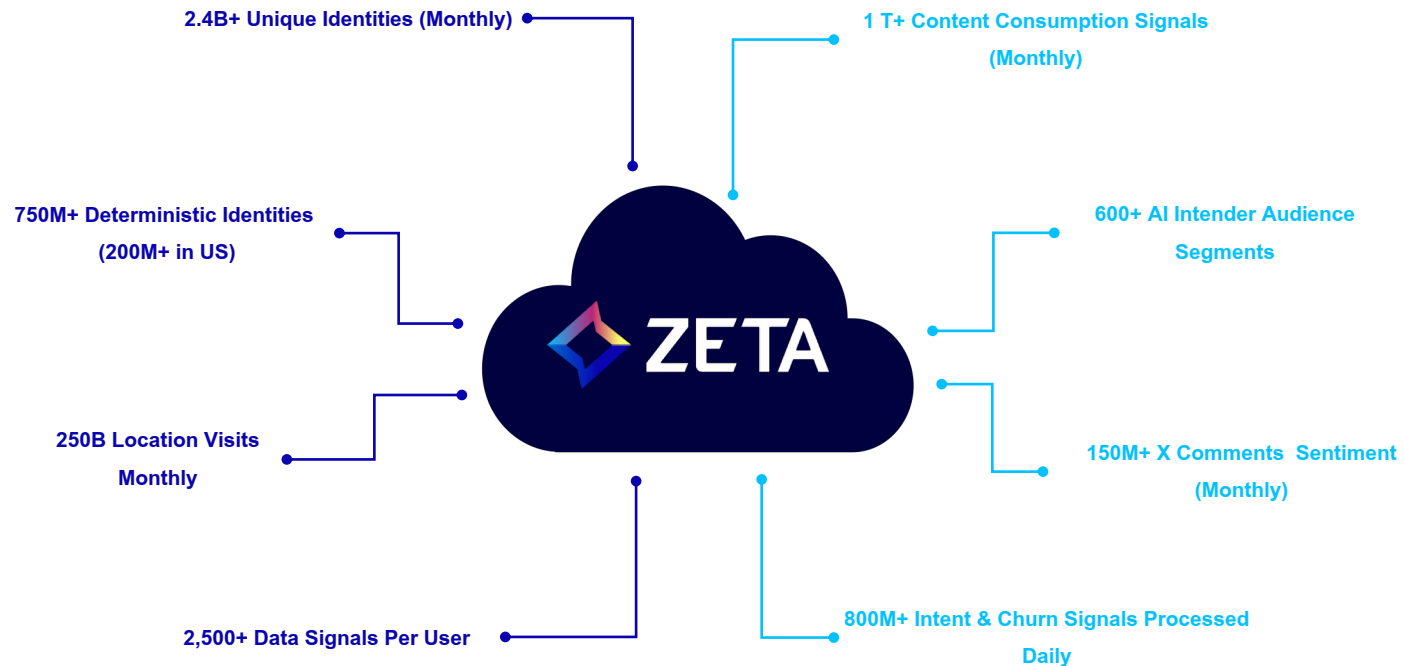 2.4B+ Unique Identities (Monthly)
1 T+ Content Consumption Signals
(Monthly)
750M+ Deterministic Identities
(200M+ in US)
600+ AI Intender Audience
Segments
ZETA
250B Location Visits
Monthly
150M+ X Comments  Sentiment
(Monthly)
2,500+ Data Signals Per User
800M+ Intent & Churn Signals Processed
Daily